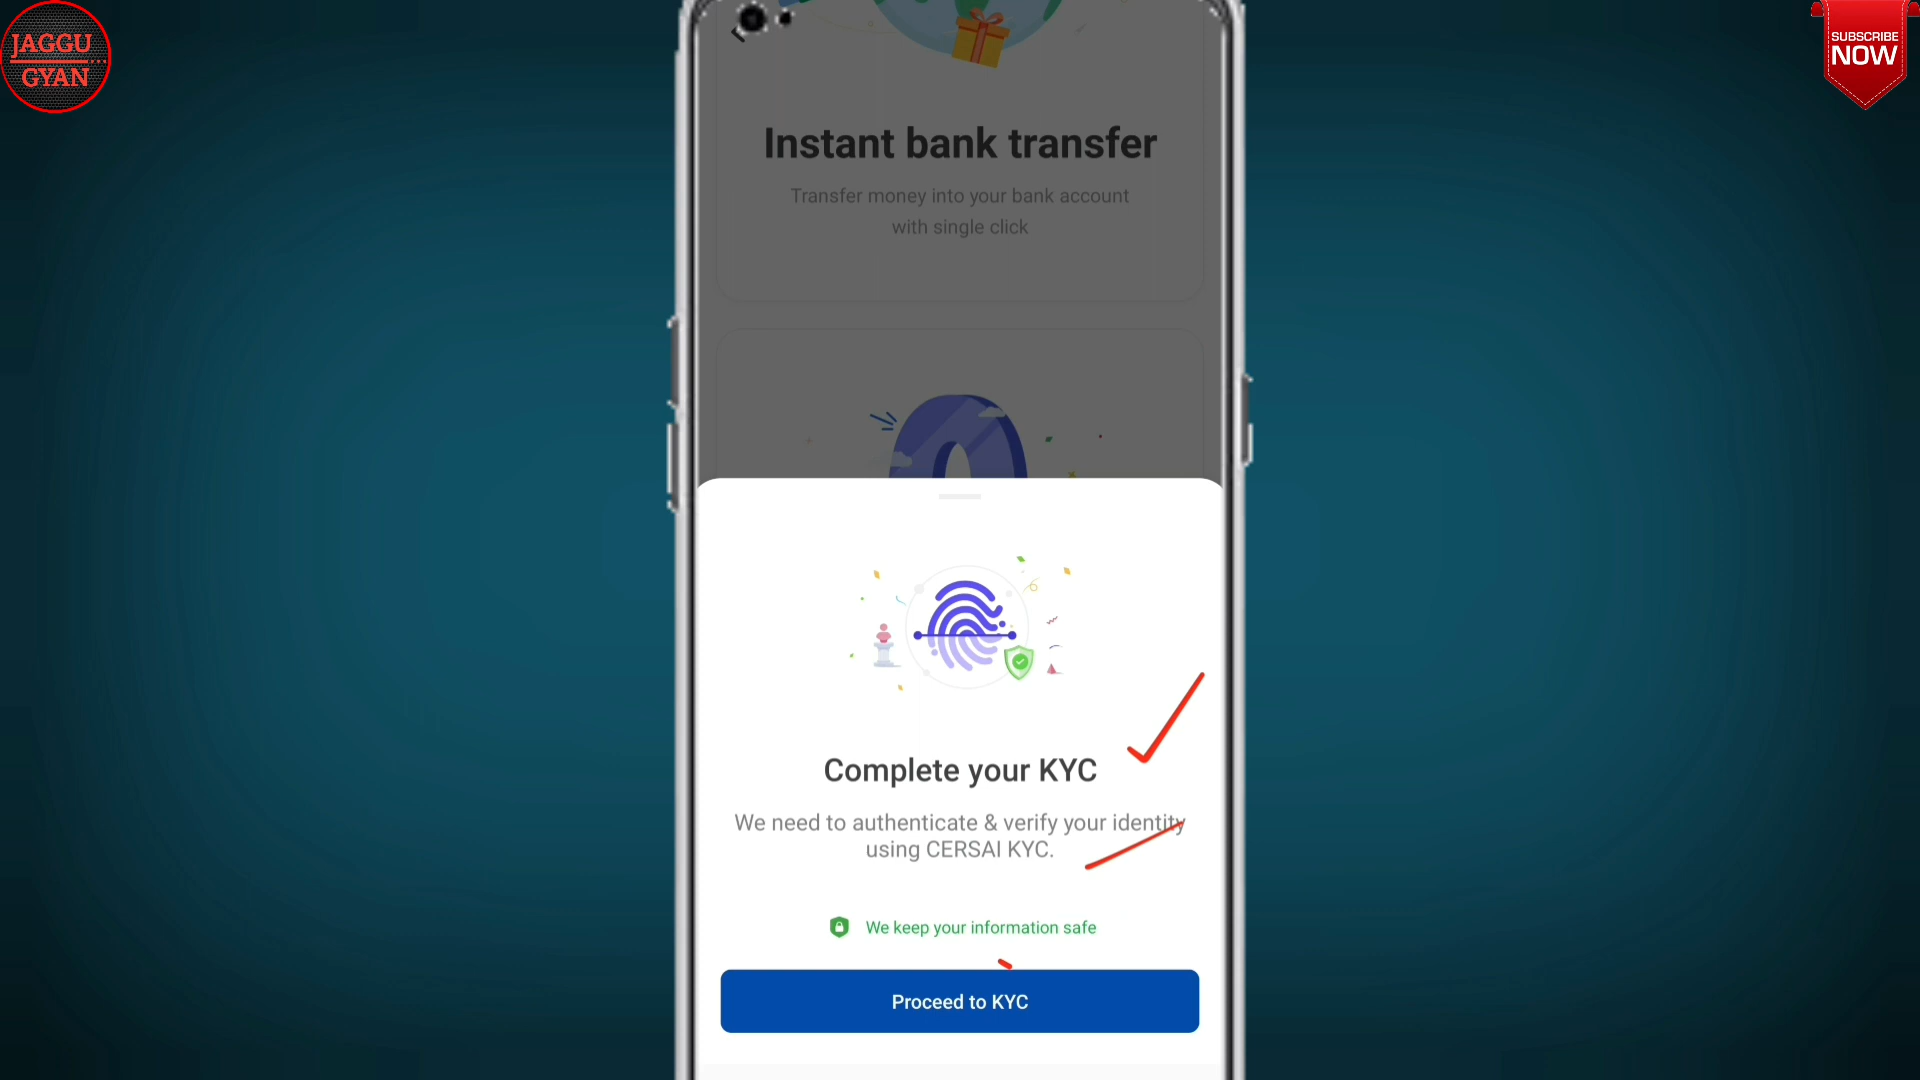 JAGGU
GYAN
SUBSCRIBE
NOW
Instant bank transfer
Transfer money into your bank account
with single click
Complete your KYC
We need to authenticate & verify your identity
using CERSAI KYC.
We keep your information safe
Proceed to KYC